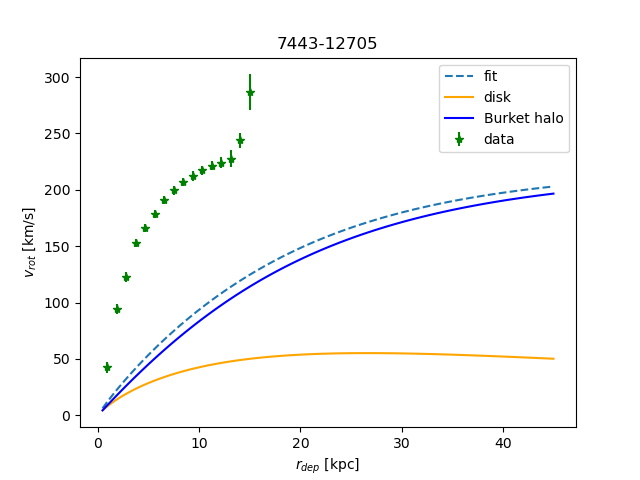 7443-12705
fit
disk
Burket halo
data
300
250
200
150
100
50
0
v_rot [km/s]
0 10 20 30 40
r_dep [kpc]